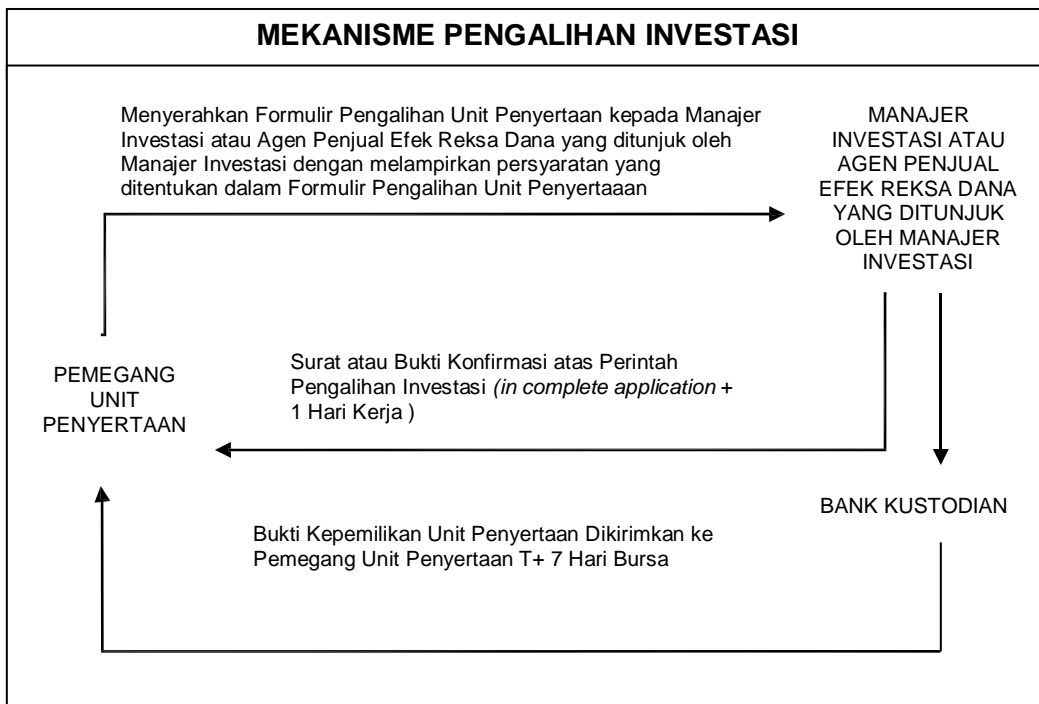 MEKANISME PENGALIHAN INVESTASI
Menyerahkan Formulir Pengalihan Unit Penyertaan kepada Manajer
Investasi atau Agen Penjual Efek Reksa Dana yang ditunjuk oleh
Manajer Investasi dengan melampirkan persyaratan yang
ditentukan dalam Formulir Pengalihan Unit Penyertaaan
MANAJER
INVESTASI ATAU
AGEN PENJUAL
EFEK REKSA DANA
YANG DITUNJUK
OLEH MANAJER
INVESTASI
PEMEGANG
UNIT
PENYERTAAN
Surat atau Bukti Konfirmasi atas Perintah
Pengalihan Investasi (in complete application +
1 Hari Kerja )
BANK KUSTODIAN
Bukti Kepemilikan Unit Penyertaan Dikirimkan ke
Pemegang Unit Penyertaan T+ 7 Hari Bursa